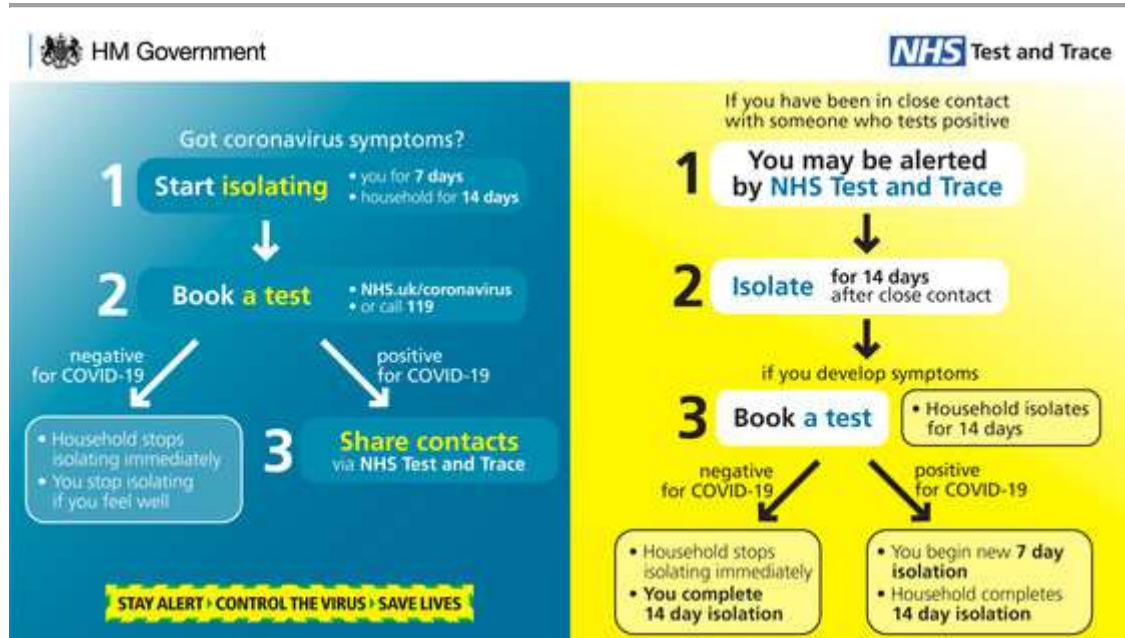 HM Government
NHS Test and Trace
Got coronavirus symptoms?
1 Start isolating
• you for 7 days
• household for 14 days
2 Book a test
• NHS.uk/coronavirus
• or call 119
negative
for COVID-19
positive
for COVID-19
• Household stops
isolating immediately
• You stop isolating
if you feel well
3 Share contacts
via NHS Test and Trace
STAY ALERT › CONTROL THE VIRUS › SAVE LIVES
If you have been in close contact
with someone who tests positive
1 You may be alerted
by NHS Test and Trace
2 Isolate
for 14 days
after close contact
if you develop symptoms
3 Book a test
• Household isolates
for 14 days
negative
for COVID-19
positive
for COVID-19
• Household stops
isolating immediately
• You complete
14 day isolation
• You begin new 7 day
isolation
• Household completes
14 day isolation